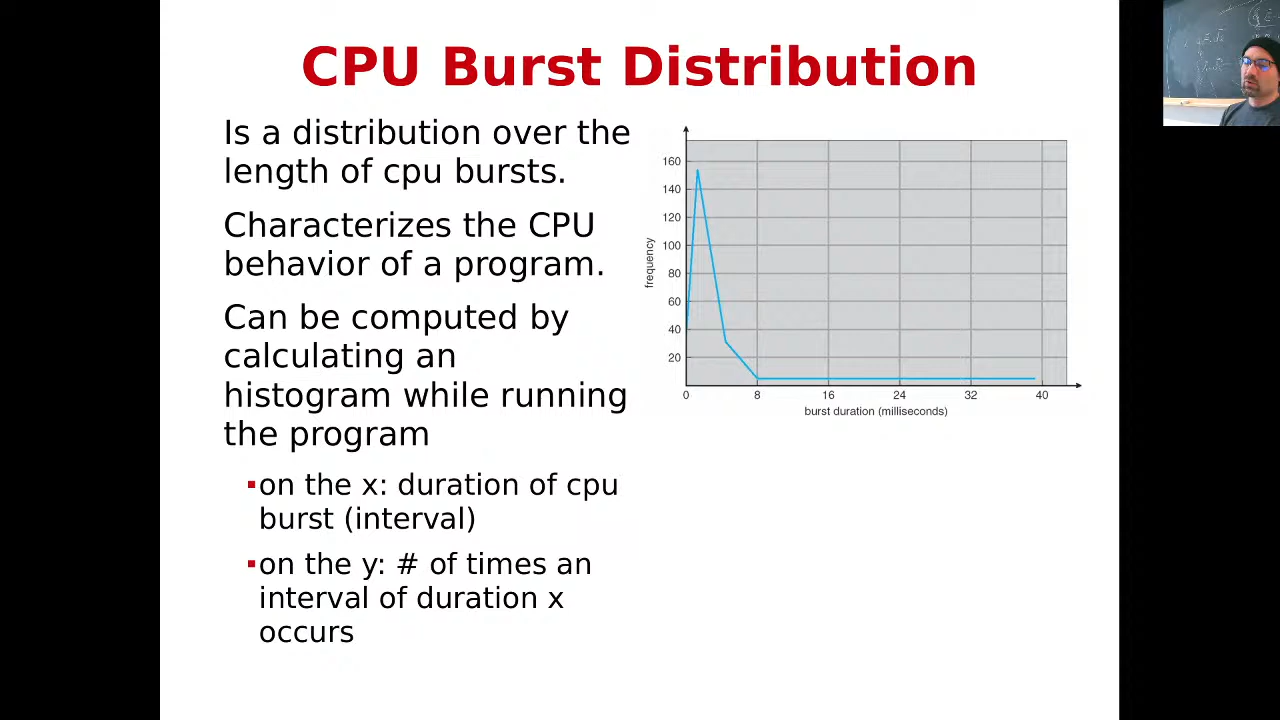 CPU Burst Distribution
Is a distribution over the
length of cpu bursts.
Characterizes the CPU
behavior of a program.
Can be computed by
calculating an
histogram while running
the program
▪on the x: duration of cpu
burst (interval)
▪on the y: # of times an
interval of duration x
occurs
frequency
160
140
120
100
80
60
40
20
0 8 16 24 32 40
burst duration (milliseconds)